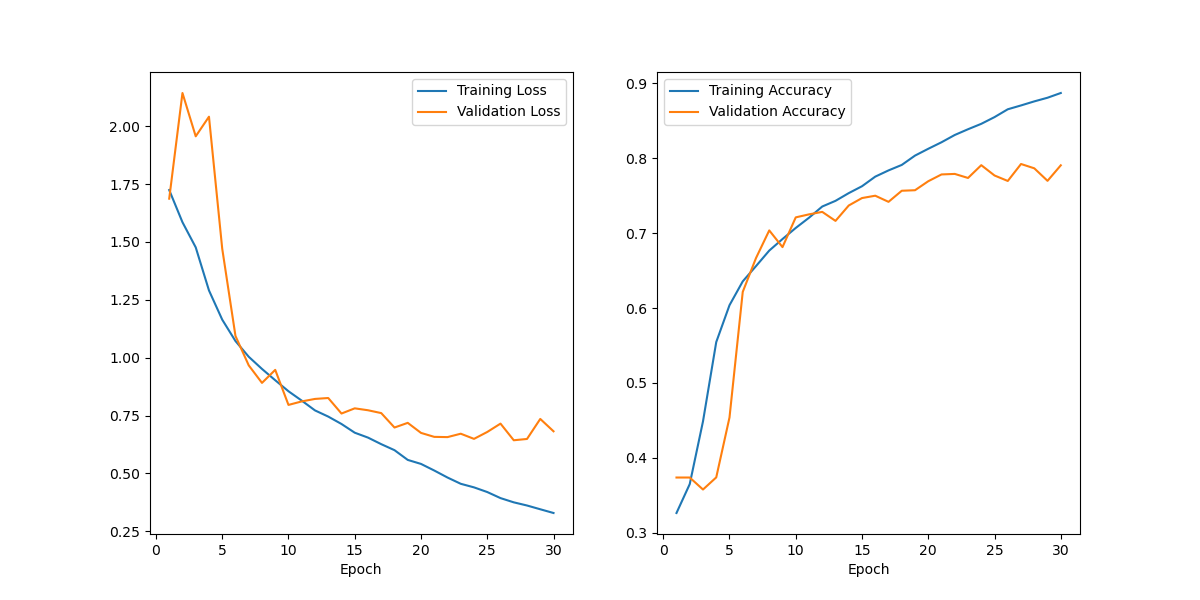 Training Loss
Validation Loss
2.00
1.75
1.50
1.25
1.00
0.75
0.50
0.25
0 5 10 15 20 25 30
Epoch
Training Accuracy
Validation Accuracy
0.9
0.8
0.7
0.6
0.5
0.4
0.3
0 5 10 15 20 25 30
Epoch